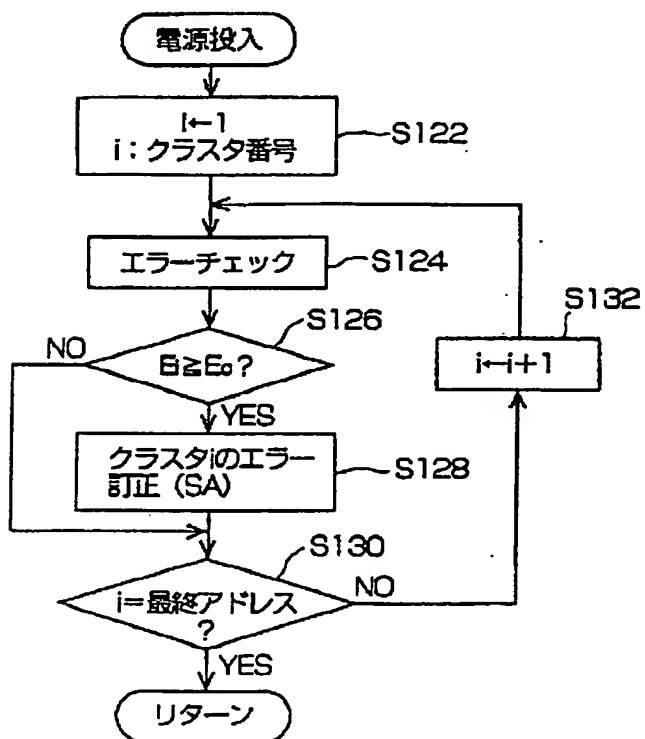 電源投入
i←1
i：クラスタ番号
S122
エラーチェック
S124
S132
i←i+1
S126
Ei≧Eo？
NO
YES
クラスタiのエラー
訂正（SA）
S128
S130
i＝最終アドレス
？
NO
YES
リターン